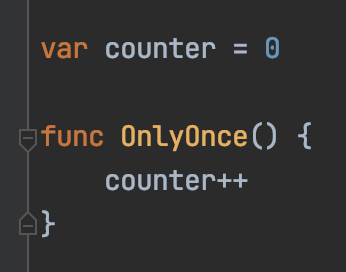 var counter = 0
func OnlyOnce() {
    counter++
}